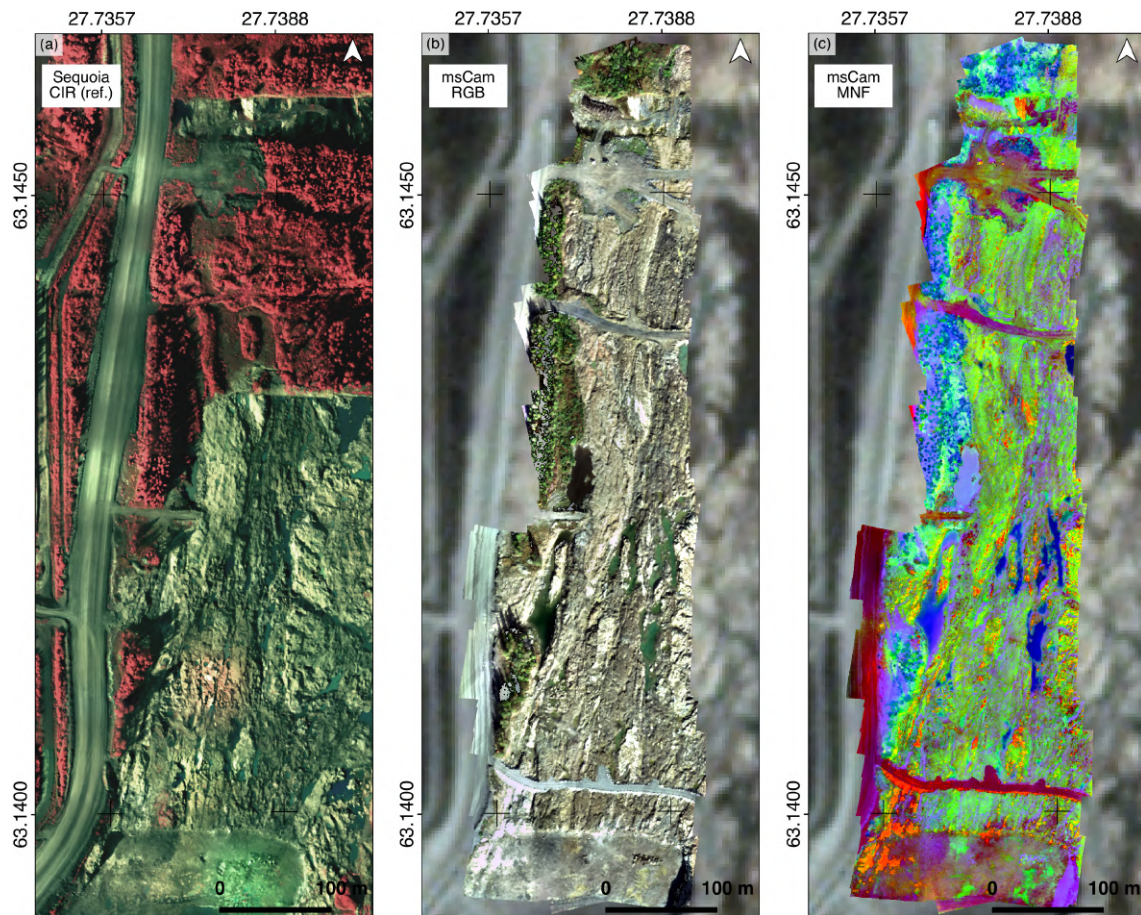 27.7357 27.7388 27.7357 27.7388 27.7357 27.7388
(a)
Sequoia
CIR (ref.)
(b)
msCam
RGB
(c)
msCam
MNF
63.1450 63.1450 63.1450
63.1400 63.1400 63.1400
0 100 m
0 100 m
0 100 m